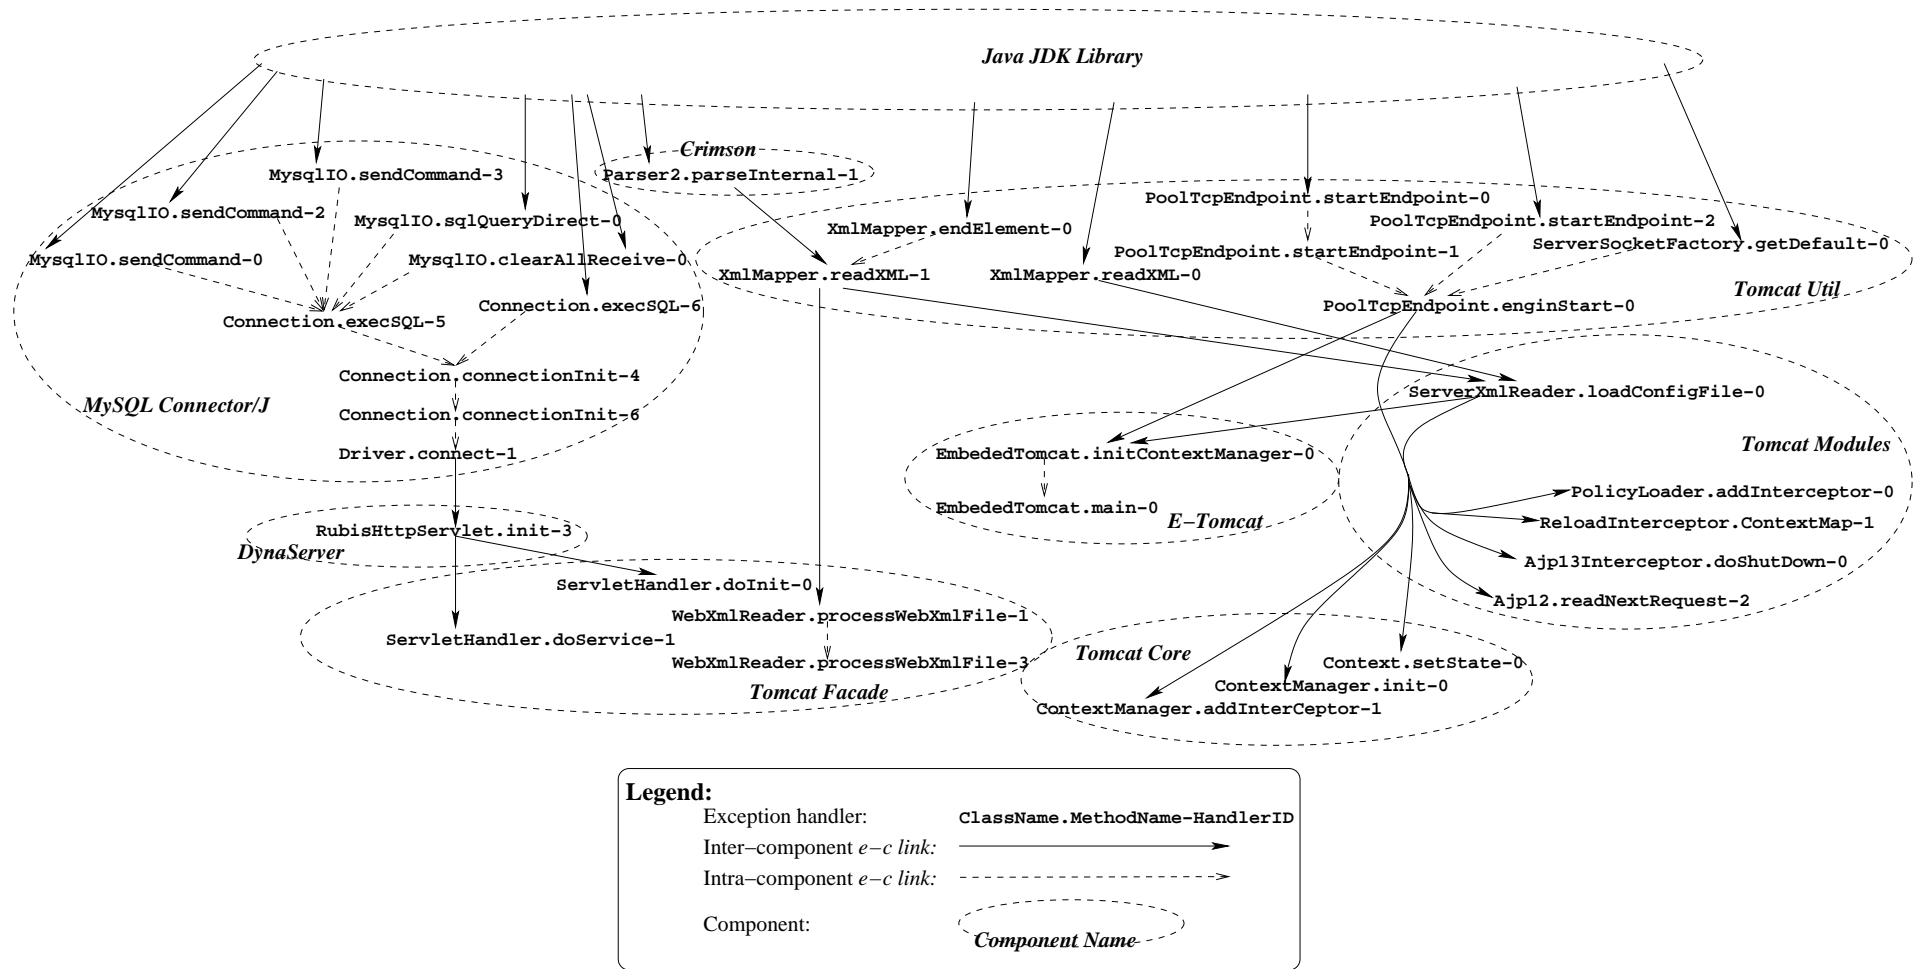 Java JDK Library
Crimson
MysqlIO.sendCommand-3
Parser2.parseInternal-1
PoolTcpEndpoint.startEndpoint-0
MysqlIO.sendCommand-2
MysqlIO.sqlQueryDirect-0
XmlMapper.endElement-0
PoolTcpEndpoint.startEndpoint-2
ServerSocketFactory.getDefault-0
PoolTcpEndpoint.startEndpoint-1
MysqlIO.sendCommand-0
MysqlIO.clearAllReceive-0
XmlMapper.readXML-1
XmlMapper.readXML-0
Tomcat Util
Connection.execSQL-6
PoolTcpEndpoint.enginStart-0
Connection.execSQL-5
Connection.connectionInit-4
ServerXmlReader.loadConfigFile-0
MySQL Connector/J
Connection.connectionInit-6
Tomcat Modules
Driver.connect-1
EmbededTomcat.initContextManager-0
PolicyLoader.addInterceptor-0
EmbededTomcat.main-0
E−Tomcat
ReloadInterceptor.ContextMap-1
RubisHttpServlet.init-3
DynaServer
Ajp13Interceptor.doShutDown-0
ServletHandler.doInit-0
Ajp12.readNextRequest-2
WebXmlReader.processWebXmlFile-1
ServletHandler.doService-1
Tomcat Core
WebXmlReader.processWebXmlFile-3
Context.setState-0
Tomcat Facade
ContextManager.init-0
ContextManager.addInterCeptor-1
Legend:
Exception handler: ClassName.MethodName-HandlerID
Inter−component e−c link:
Intra−component e−c link:
Component:
Component Name